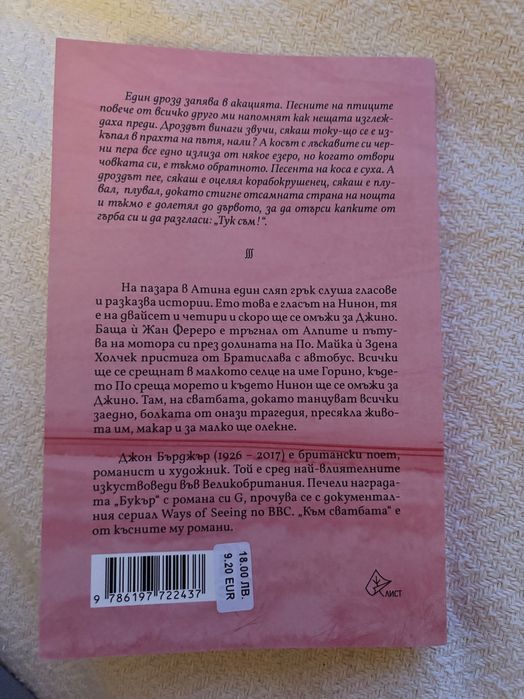 Един дрозд запява в акацията. Песните на птиците
повече от всичко друго ми напомнят как нещата изглеж-
даха преди. Дроздът винаги звучи, сякаш току-що се е из-
къпал в прахта на пътя, нали? А косът с лъскавите си чер-
ни пера все едно излиза от някое езеро, но когато отвори
човката си, е тъкмо обратното. Песента на коса е суха. А
дроздът пее, сякаш е оцелял корабокрушенец, сякаш е плу-
вал, плувал, докато стигне отсамната страна на нощта
и тъкмо е долетял до дървото, за да отърси капките от
гърба си и да разгласи: „Тук съм!“.
На пазара в Атина един сляп грък слуша гласове
и разказва истории. Ето това е гласът на Нинон, тя
е на двайсет и четири и скоро ще се омъжи за Джино.
Баща ѝ Жан Фереро е тръгнал от Алпите и пъту-
ва на мотора си през долината на По. Майка ѝ Здена
Холчек пристига от Братислава с автобус. Всички
ще се срещнат в малкото селце на име Горино, къде-
то По среща морето и където Нинон ще се омъжи за
Джино. Там, на сватбата, докато танцуват всички
заедно, болката от онази трагедия, пресякла живо-
та им, макар и за малко ще олекне.
Джон Бърджър (1926 – 2017) е британски поет,
романист и художник. Той е сред най-влиятелните
изкуствоведи във Великобритания. Печели наградa-
та „Букър“ с романа си G, прочува се с документал-
ния сериал Ways of Seeing по BBC. „Към сватбата“ е
от късните му романи.
9 786197 722437
18.00 ЛВ.
9.20 EUR
ЛИСТ